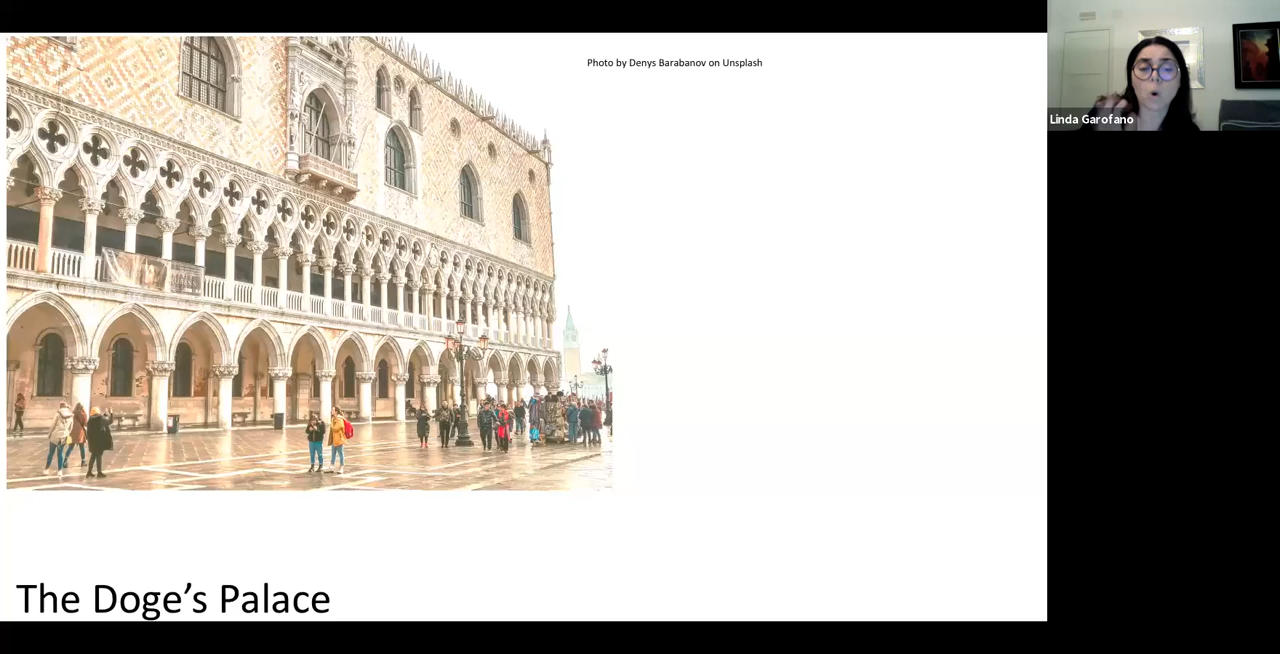 Photo by Denys Barabanov on Unsplash
Linda Garofano
The Doge’s Palace